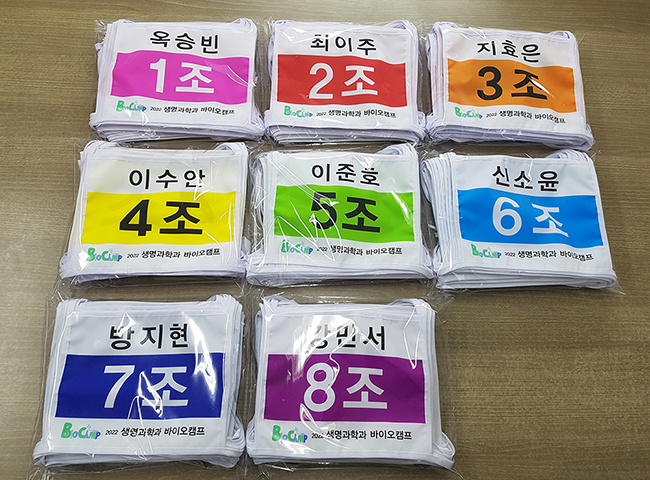 옥승빈
1조
BIOCAMP 2022 생명과학과 바이오캠프
최이주
2조
BIOCAMP 2022 생명과학과 바이오캠프
지효은
3조
BIOCAMP 2022 생명과학과 바이오캠프
이수안
4조
BIOCAMP 2022 생명과학과 바이오캠프
이준호
5조
BIOCAMP 2022 생명과학과 바이오캠프
신소윤
6조
BIOCAMP 2022 생명과학과 바이오캠프
방지현
7조
BIOCAMP 2022 생명과학과 바이오캠프
강민서
8조
BIOCAMP 2022 생명과학과 바이오캠프